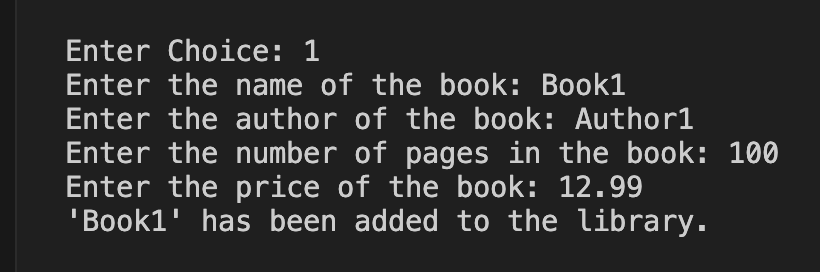 Enter Choice: 1
Enter the name of the book: Book1
Enter the author of the book: Author1
Enter the number of pages in the book: 100
Enter the price of the book: 12.99
'Book1' has been added to the library.